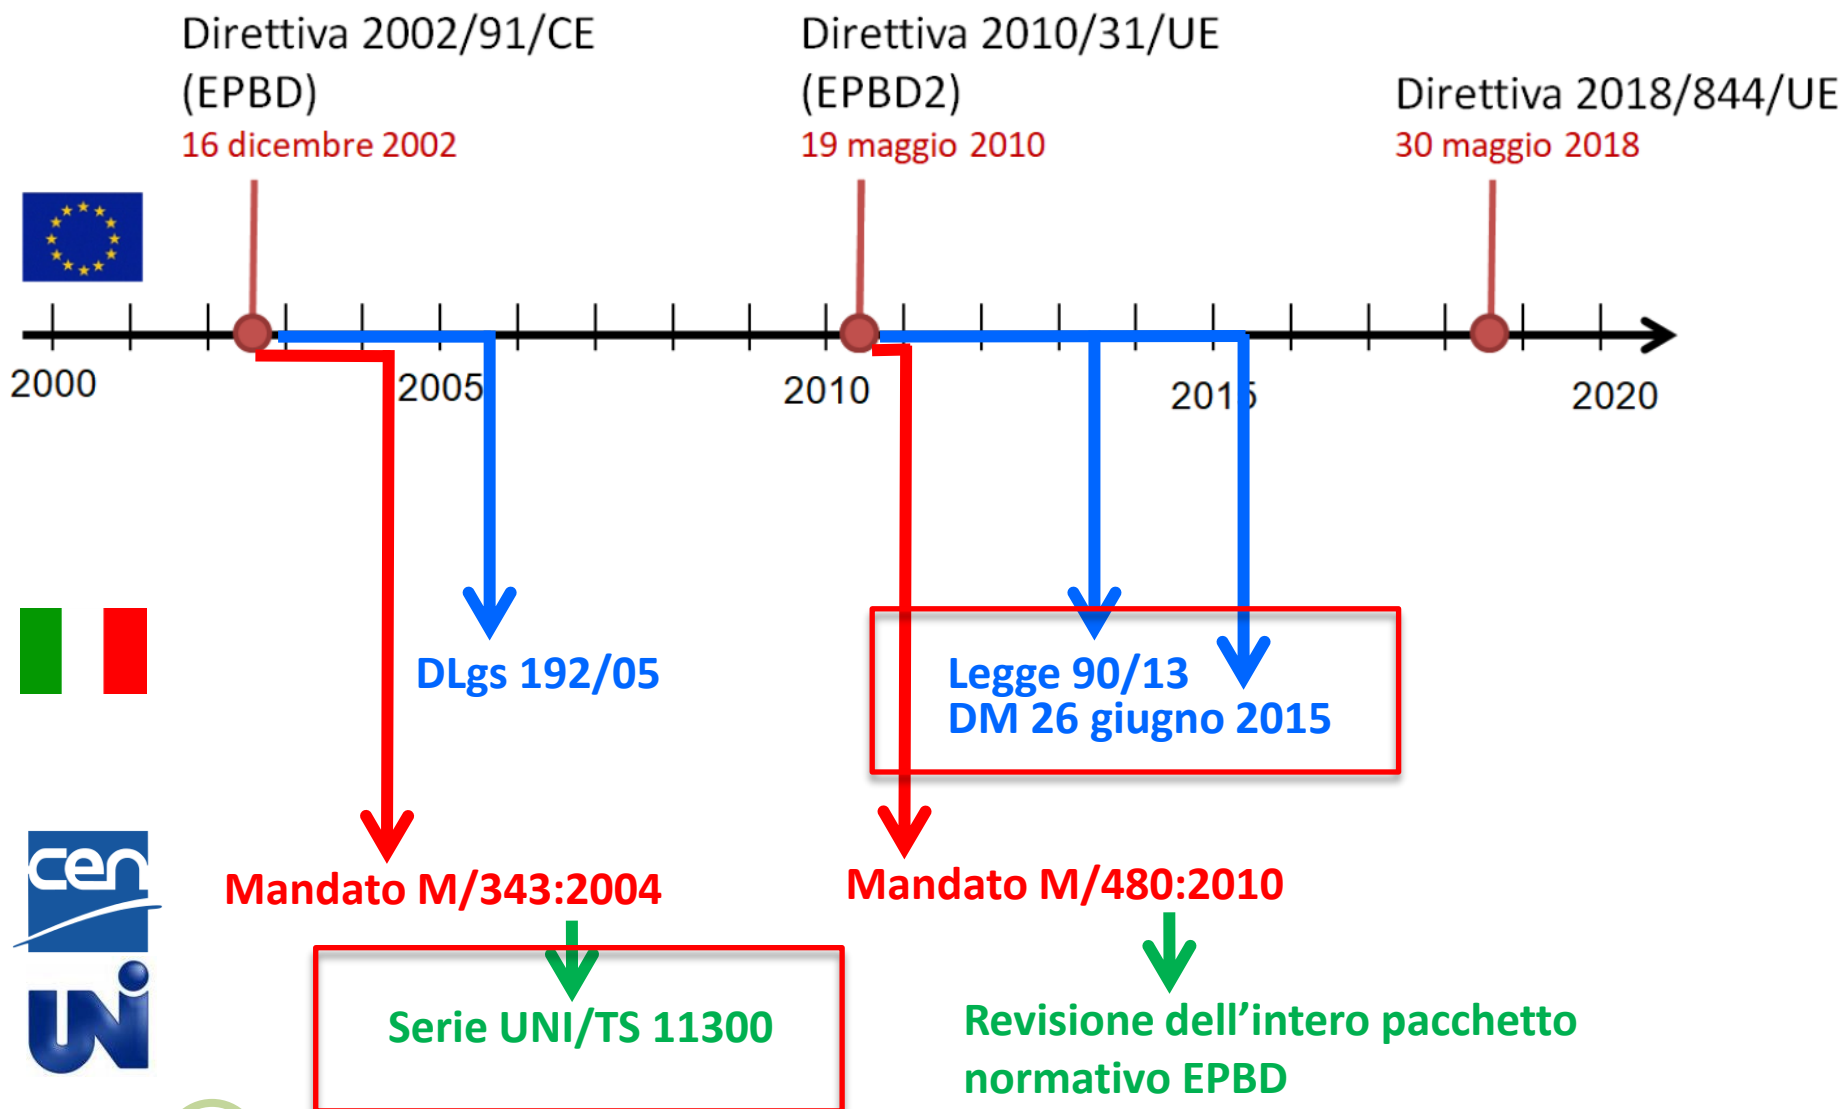 Direttiva 2002/91/CE
(EPBD)
16 dicembre 2002
Direttiva 2010/31/UE
(EPBD2)
19 maggio 2010
Direttiva 2018/844/UE
30 maggio 2018
2000
2005
2010
2015
2020
DLgs 192/05
Legge 90/13
DM 26 giugno 2015
cen
Mandato M/343:2004
Mandato M/480:2010
UNI
Serie UNI/TS 11300
Revisione dell’intero pacchetto
normativo EPBD